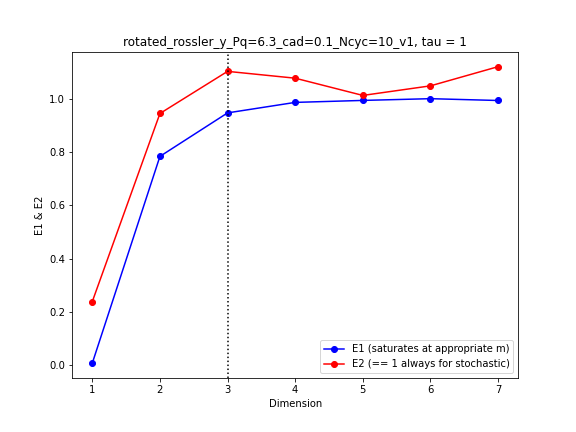 rotated_rossler_y_Pq=6.3_cad=0.1_Ncyc=10_v1, tau = 1
E1 & E2
1.0
0.8
0.6
0.4
0.2
0.0
E1 (saturates at appropriate m)
E2 (== 1 always for stochastic)
1 2 3 4 5 6 7
Dimension